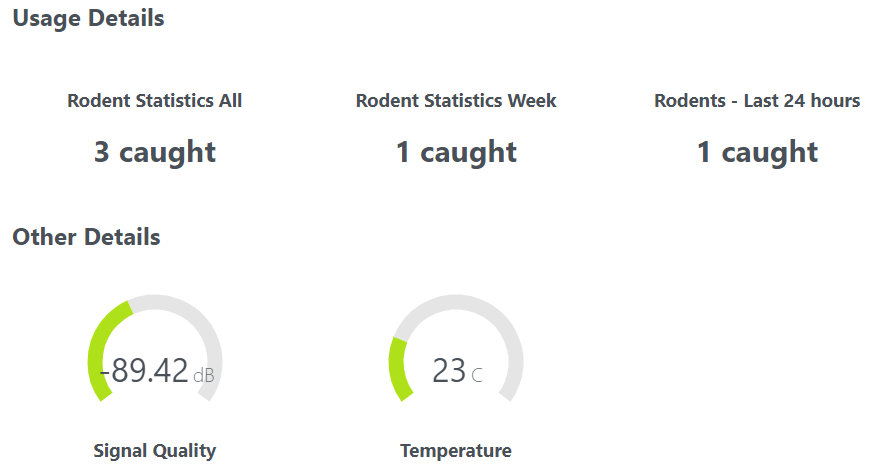 Usage Details
Rodent Statistics All
Rodent Statistics Week
Rodents - Last 24 hours
3 caught
1 caught
1 caught
Other Details
-89.42 dB
23 C
Signal Quality
Temperature